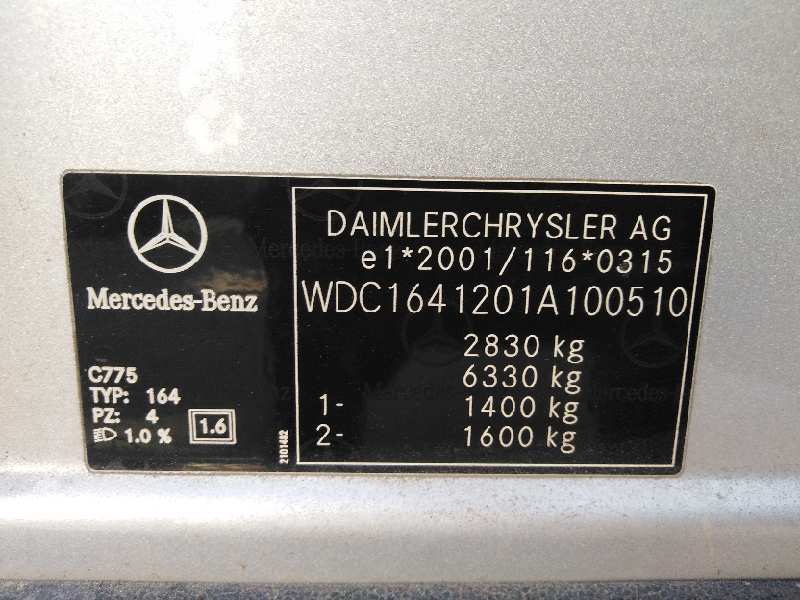 Mercedes-Benz
C775
TYP: 164
PZ: 4
1.0 %
1.6
2101482
DAIMLERCHRYSLER AG
e1*2001/116*0315
WDC1641201A100510
2830 kg
6330 kg
1- 1400 kg
2- 1600 kg